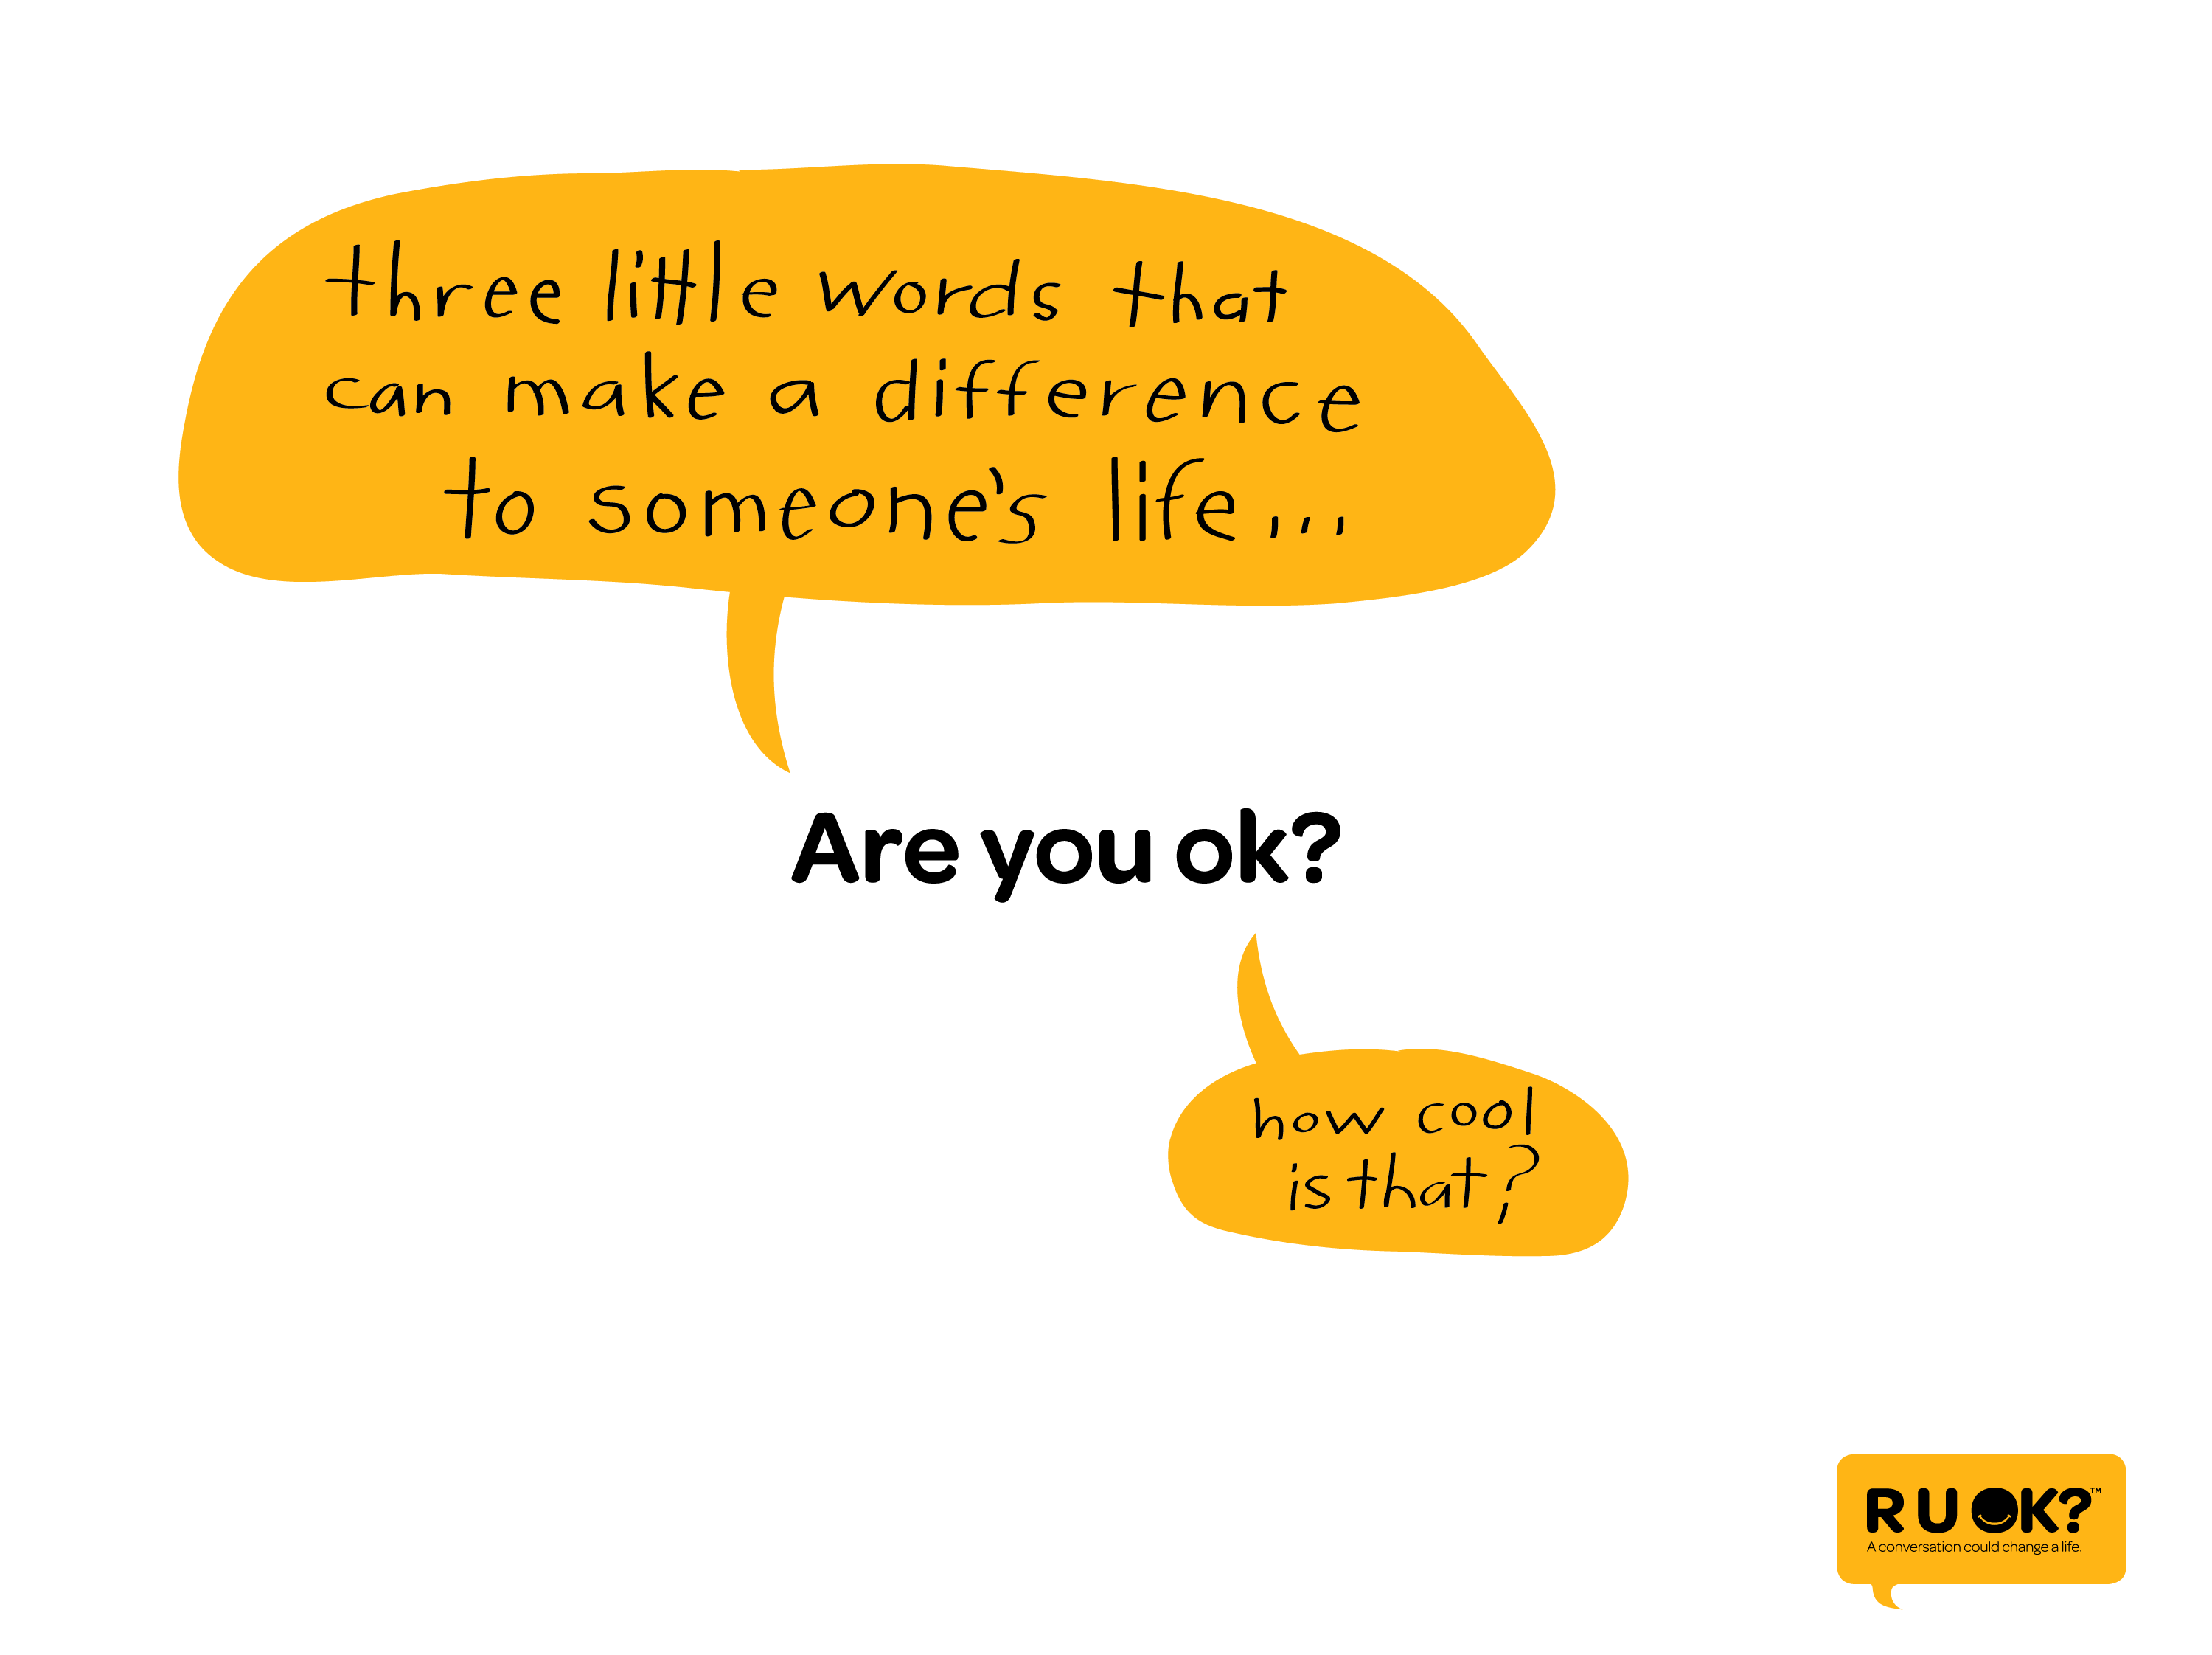 three little words that
can make a difference
to someone's life...
Are you ok?
how cool
is that?
R U OK?™
A conversation could change a life.